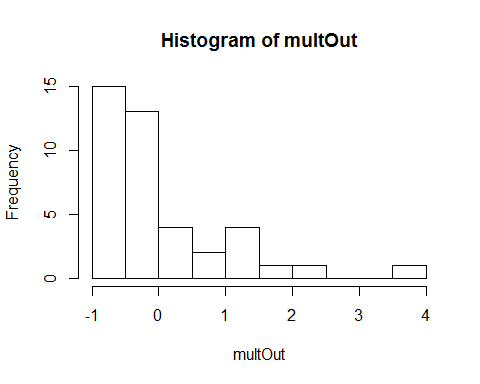 Histogram of multOut
Frequency
15
10
5
0
-1 0 1 2 3 4
multOut